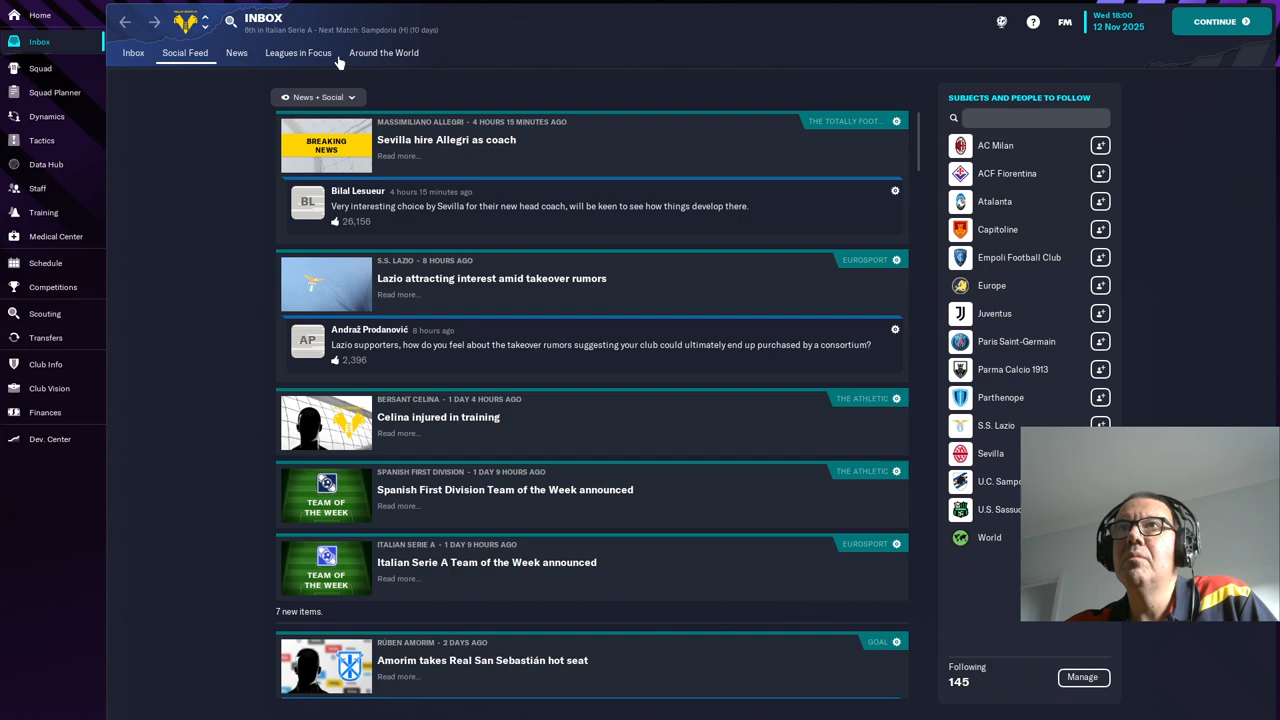 Home
Inbox
Squad
Squad Planner
Dynamics
Tactics
Data Hub
Staff
Training
Medical Center
Schedule
Competitions
Scouting
Transfers
Club Info
Club Vision
Finances
Dev. Center
INBOX
6th in Italian Serie A - Next Match: Sampdoria (H) (10 days)
FM
Wed 18:00
12 Nov 2025
CONTINUE
Inbox
Social Feed
News
Leagues in Focus
Around the World
News + Social
MASSIMILIANO ALLEGRI - 4 HOURS 15 MINUTES AGO
THE TOTALLY FOOT...
BREAKING
NEWS
Sevilla hire Allegri as coach
Read more...
BL
Bilal Lesueur 4 hours 15 minutes ago
Very interesting choice by Sevilla for their new head coach, will be keen to see how things develop there.
26,156
S.S. LAZIO - 8 HOURS AGO
EUROSPORT
Lazio attracting interest amid takeover rumors
Read more...
AP
Andraž Prodanović 8 hours ago
Lazio supporters, how do you feel about the takeover rumors suggesting your club could ultimately end up purchased by a consortium?
2,396
BERSANT CELINA - 1 DAY 4 HOURS AGO
THE ATHLETIC
Celina injured in training
Read more...
SPANISH FIRST DIVISION - 1 DAY 9 HOURS AGO
THE ATHLETIC
TEAM OF
THE WEEK
Spanish First Division Team of the Week announced
Read more...
ITALIAN SERIE A - 1 DAY 9 HOURS AGO
EUROSPORT
TEAM OF
THE WEEK
Italian Serie A Team of the Week announced
Read more...
7 new items.
RÚBEN AMORIM - 2 DAYS AGO
GOAL
Amorim takes Real San Sebastián hot seat
Read more...
SUBJECTS AND PEOPLE TO FOLLOW
AC Milan
ACF Fiorentina
Atalanta
Capitoline
Empoli Football Club
Europe
Juventus
Paris Saint-Germain
Parma Calcio 1913
Parthenope
S.S. Lazio
Sevilla
U.C. Sampd
U.S. Sassuo
World
Following
145
Manage